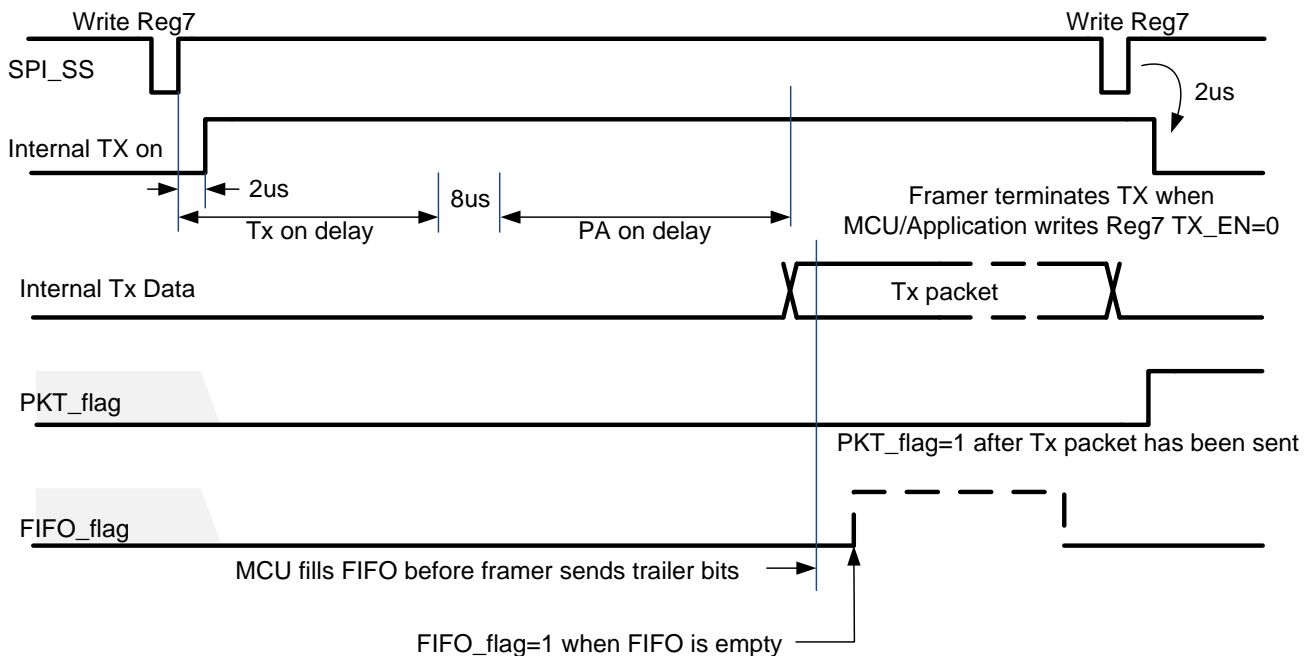 Write Reg7
Write Reg7
SPI_SS
2us
Internal TX on
2us
8us
Tx on delay
PA on delay
Framer terminates TX when
MCU/Application writes Reg7 TX_EN=0
Internal Tx Data
Tx packet
PKT_flag
PKT_flag=1 after Tx packet has been sent
FIFO_flag
MCU fills FIFO before framer sends trailer bits
FIFO_flag=1 when FIFO is empty